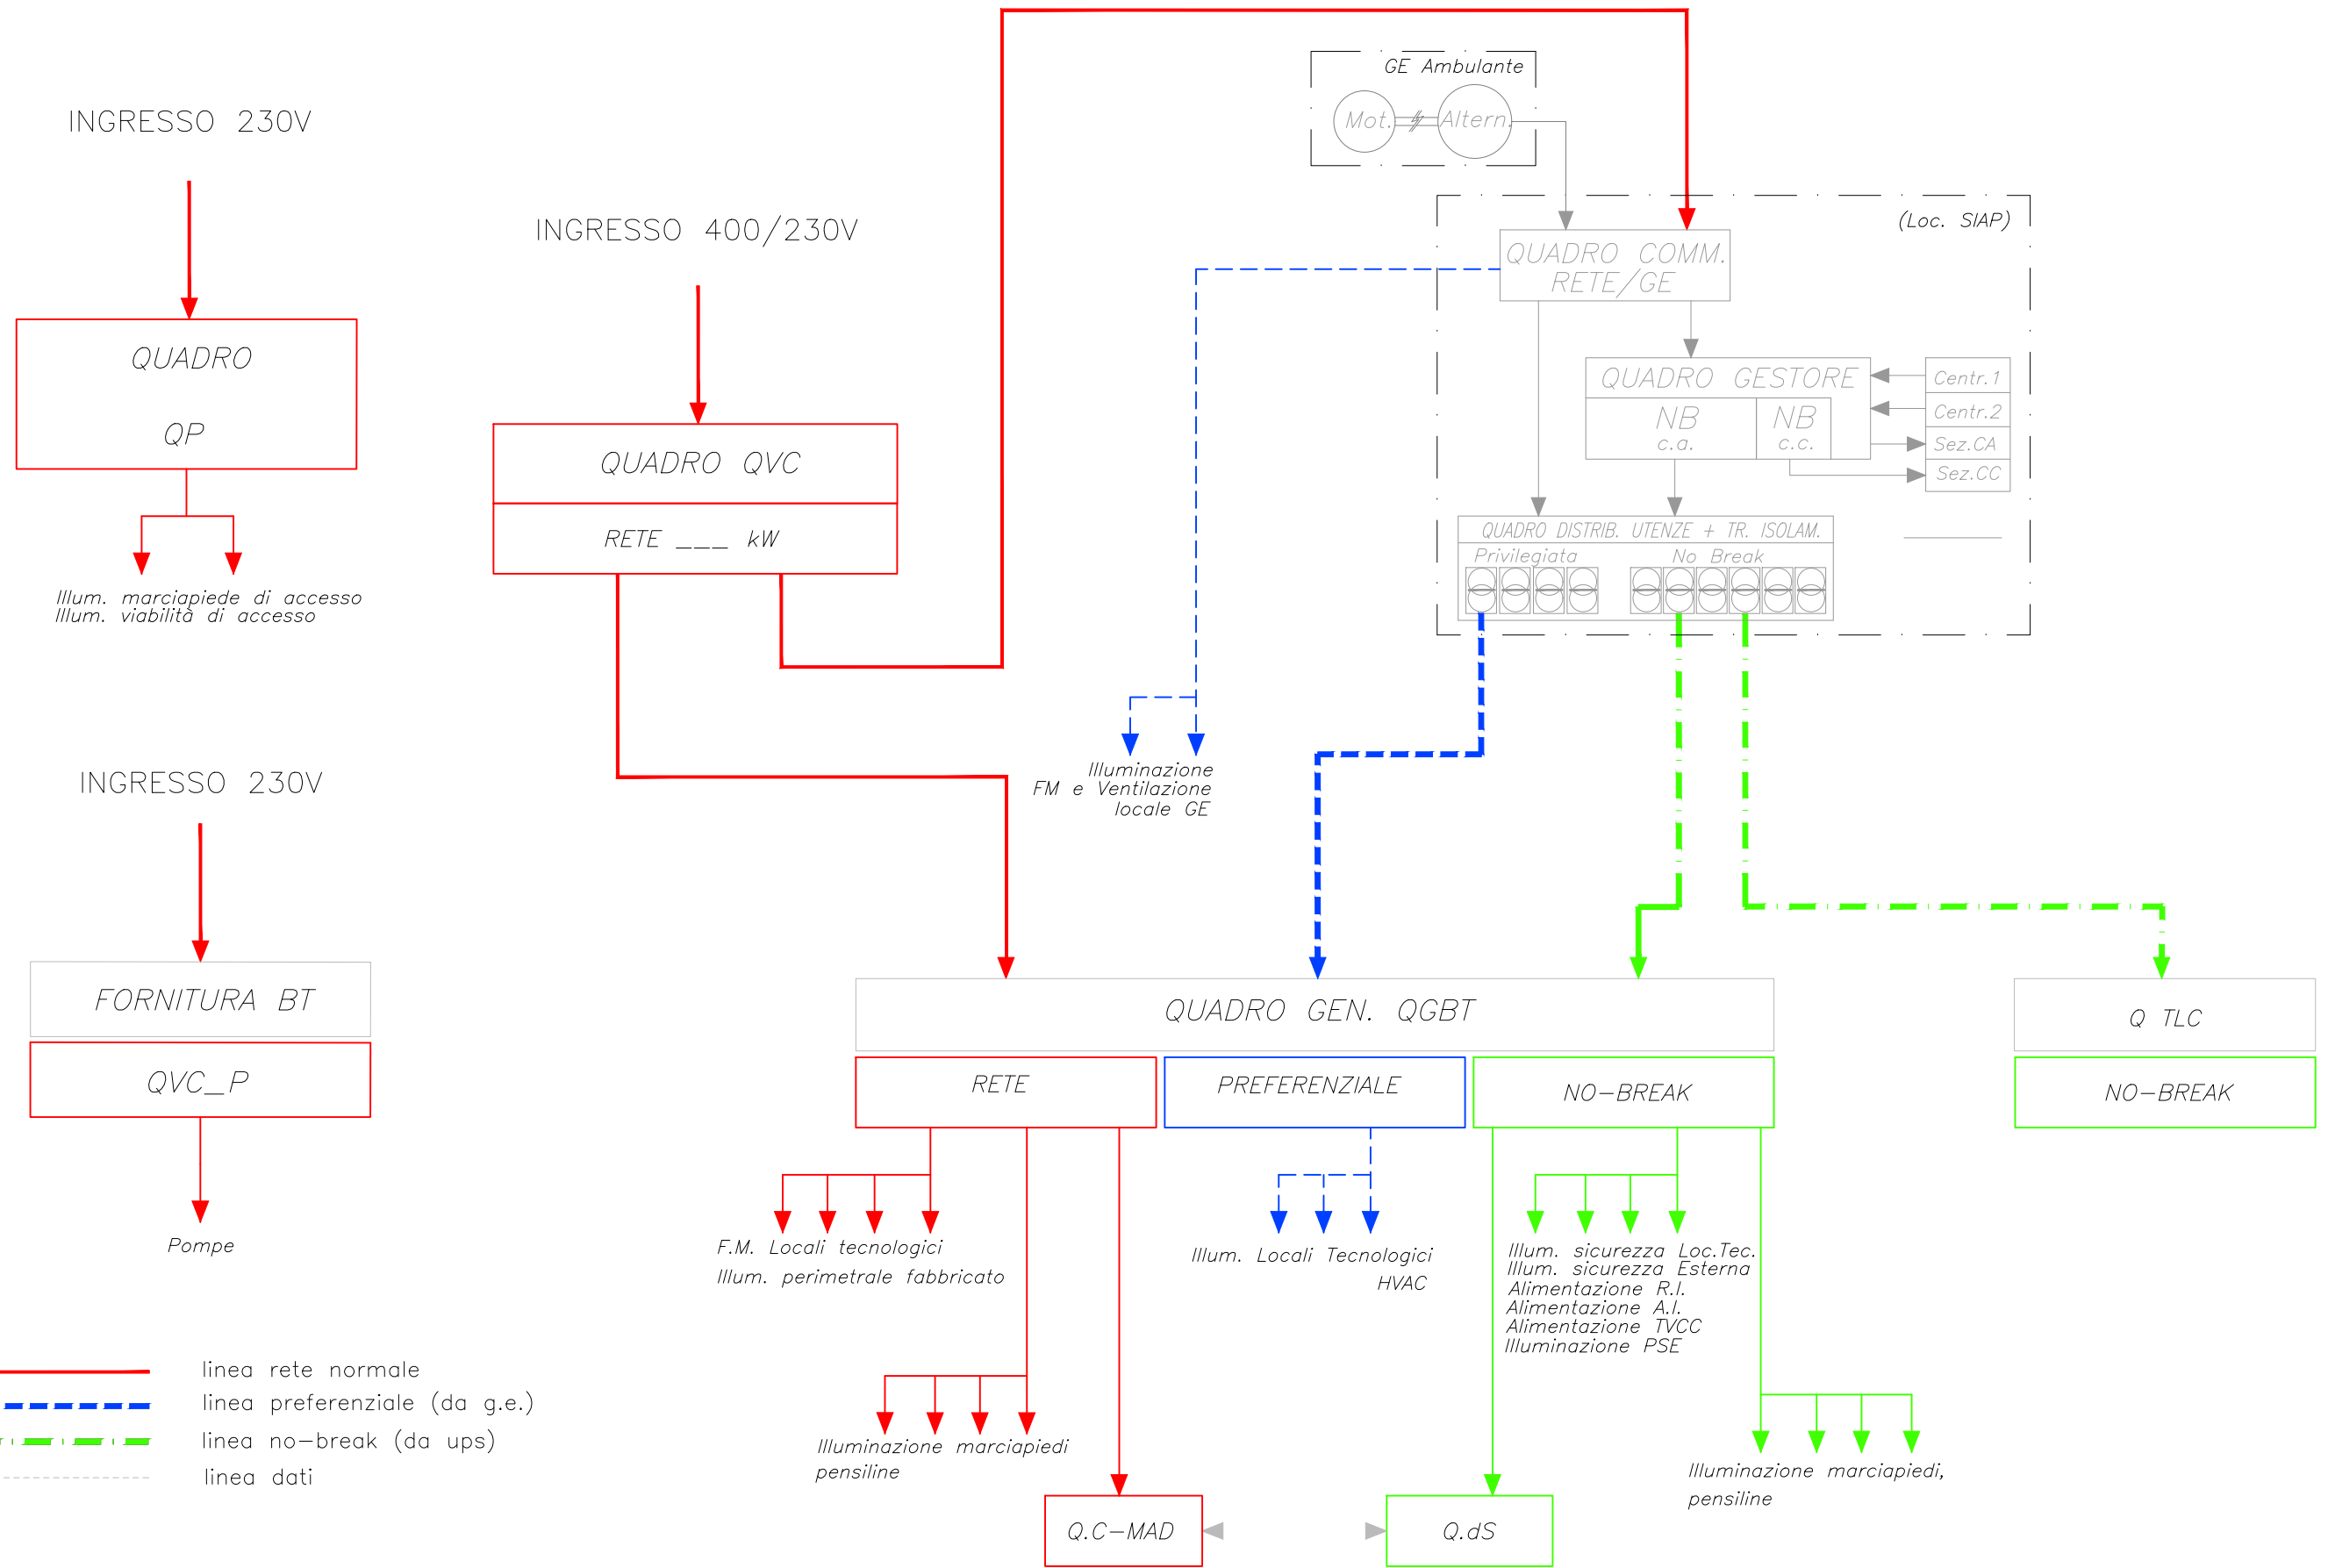 GE Ambulante
Mot.
Altern.
INGRESSO 230V
(Loc. SIAP)
INGRESSO 400/230V
QUADRO COMM.
RETE/GE
QUADRO
QP
QUADRO GESTORE
NB
c.a.
NB
c.c.
Centr.1
Centr.2
Sez.CA
Sez.CC
QUADRO QVC
RETE ___ kW
QUADRO DISTRIB. UTENZE + TR. ISOLAM.
Privilegiata
No Break
Illum. marciapiede di accesso
Illum. viabilità di accesso
INGRESSO 230V
Illuminazione
FM e Ventilazione
locale GE
FORNITURA BT
QVC_P
Pompe
QUADRO GEN. QGBT
RETE
PREFERENZIALE
NO-BREAK
Q TLC
NO-BREAK
F.M. Locali tecnologici
Illum. perimetrale fabbricato
Illum. Locali Tecnologici
HVAC
Illum. sicurezza Loc.Tec.
Illum. sicurezza Esterna
Alimentazione R.I.
Alimentazione A.I.
Alimentazione TVCC
Illuminazione PSE
linea rete normale
linea preferenziale (da g.e.)
linea no-break (da ups)
linea dati
Illuminazione marciapiedi
pensiline
Illuminazione marciapiedi,
pensiline
Q.C-MAD
Q.dS